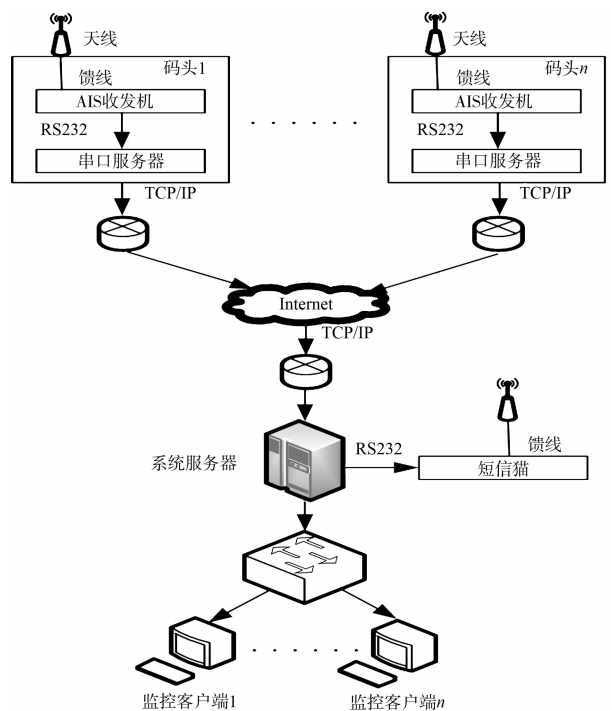 天线
天线
码头1
码头n
馈线
馈线
AIS收发机
AIS收发机
RS232
RS232
串口服务器
串口服务器
TCP/IP
TCP/IP
Internet
TCP/IP
系统服务器
RS232
馈线
短信猫
监控客户端1
监控客户端n